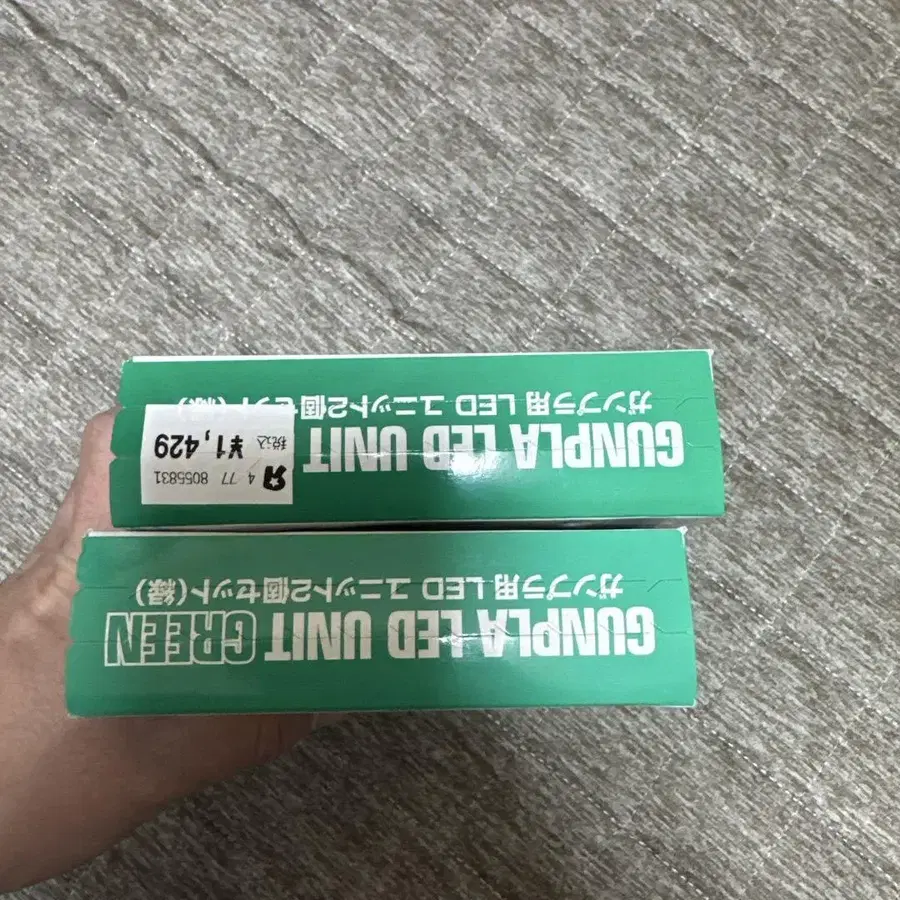 GUNPLA LED UNIT GREEN
ガンプラ用 LED ユニット2個セット(緑)
4 77 8055831
税込 ¥1,429
GUNPLA LED UNIT
ガンプラ用 LED ユニット2個セット(緑)